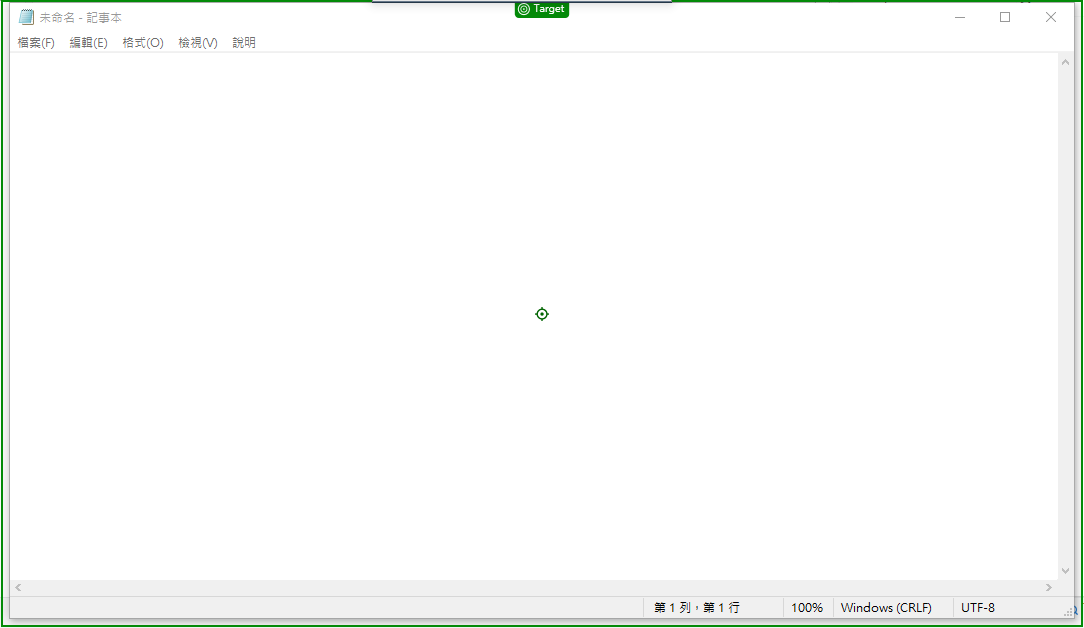 Target
未命名 - 記事本
檔案(F) 編輯(E) 格式(O) 檢視(V) 說明
第 1 列，第 1 行 100% Windows (CRLF) UTF-8